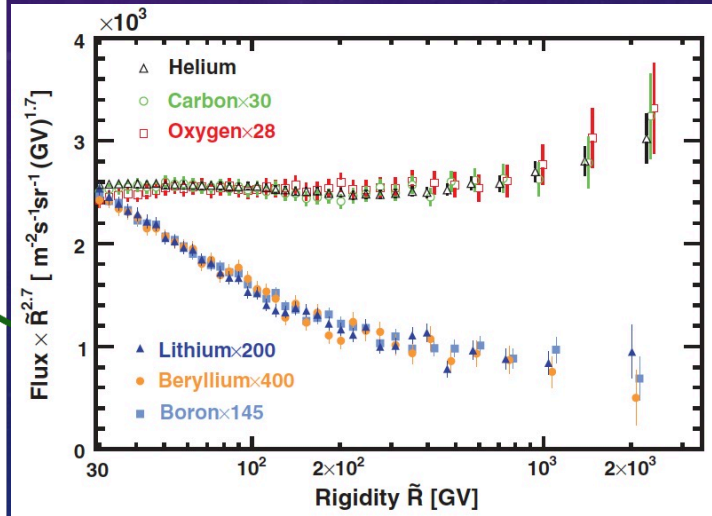 ×10³
4
3
2
1
0
Flux × R̃²·⁷ [ m⁻²s⁻¹sr⁻¹ (GV)¹·⁷ ]
Helium
Carbon×30
Oxygen×28
Lithium×200
Beryllium×400
Boron×145
30 10² 2×10² 10³ 2×10³
Rigidity R̃ [GV]